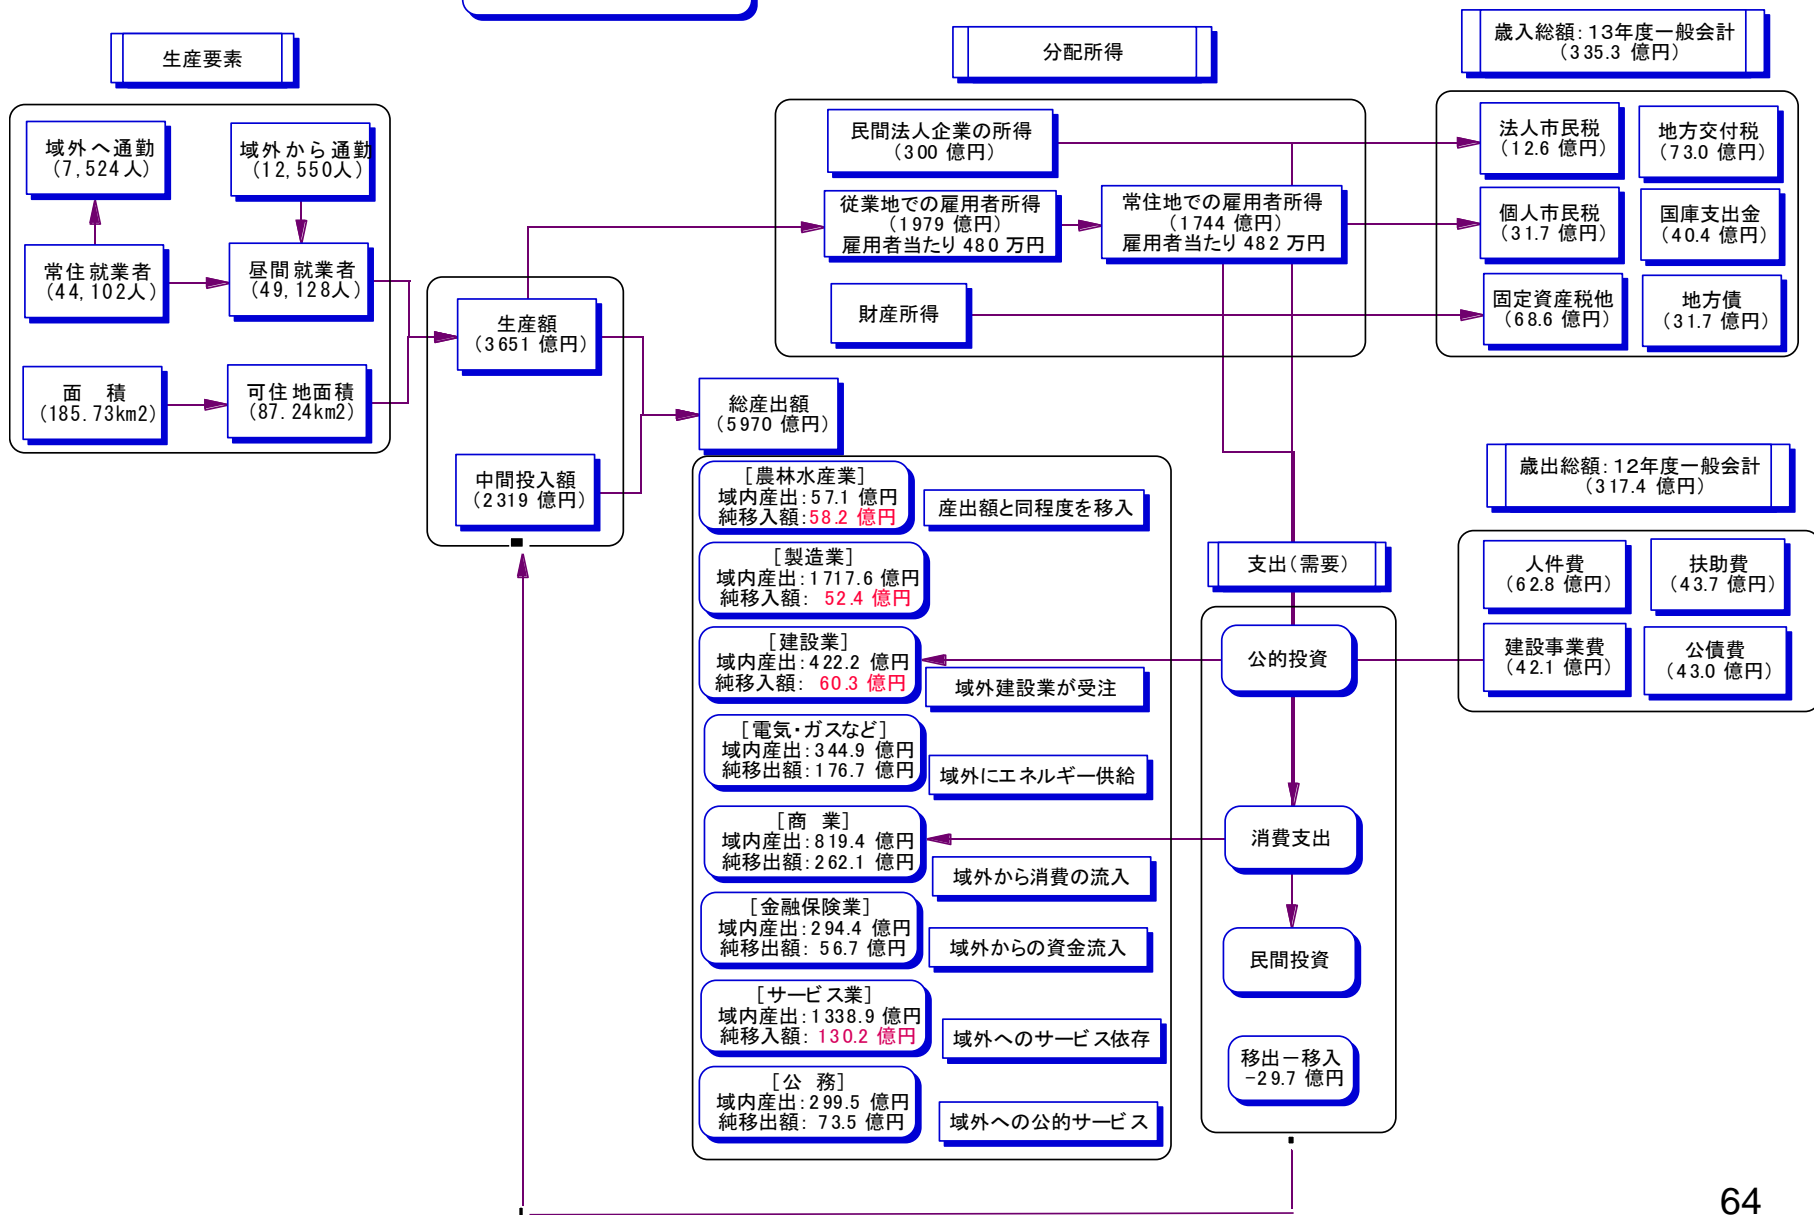 生産要素
域外へ通勤
(7,524人)
域外から通勤
(12,550人)
常住就業者
(44,102人)
昼間就業者
(49,128人)
面　積
(185.73km2)
可住地面積
(87.24km2)
生産額
(3651 億円)
中間投入額
(2319 億円)
総産出額
(5970 億円)
分配所得
民間法人企業の所得
(300 億円)
従業地での雇用者所得
(1979 億円)
雇用者当たり 480 万円
常住地での雇用者所得
(1744 億円)
雇用者当たり 482 万円
財産所得
歳入総額：13年度一般会計
(335.3 億円)
法人市民税
(12.6 億円)
地方交付税
(73.0 億円)
個人市民税
(31.7 億円)
国庫支出金
(40.4 億円)
固定資産税他
(68.6 億円)
地方債
(31.7 億円)
歳出総額：12年度一般会計
(317.4 億円)
人件費
(62.8 億円)
扶助費
(43.7 億円)
建設事業費
(42.1 億円)
公債費
(43.0 億円)
[農林水産業]
域内産出：57.1 億円
純移入額：58.2 億円
産出額と同程度を移入
[製造業]
域内産出：1717.6 億円
純移入額： 52.4 億円
[建設業]
域内産出：422.2 億円
純移入額： 60.3 億円
域外建設業が受注
[電気・ガスなど]
域内産出：344.9 億円
純移出額：176.7 億円
域外にエネルギー供給
[商　業]
域内産出：819.4 億円
純移出額：262.1 億円
域外から消費の流入
[金融保険業]
域内産出：294.4 億円
純移出額： 56.7 億円
域外からの資金流入
[サービス業]
域内産出：1338.9 億円
純移入額： 130.2 億円
域外へのサービス依存
[公　務]
域内産出：299.5 億円
純移出額： 73.5 億円
域外への公的サービス
支出（需要）
公的投資
消費支出
民間投資
移出－移入
-29.7 億円
64